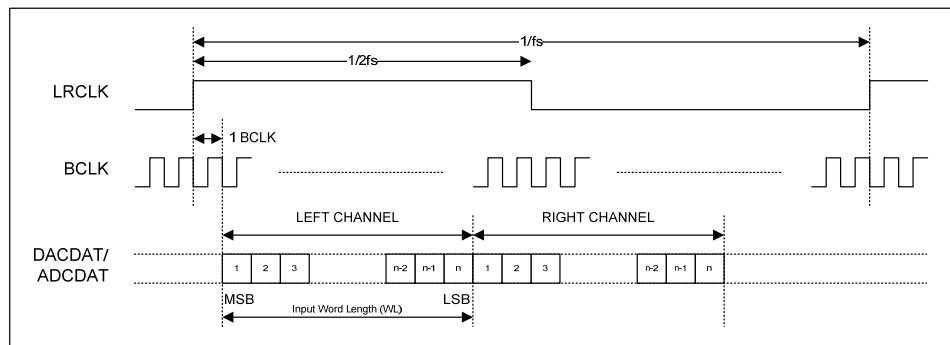 1/fs
1/2fs
LRCLK
1 BCLK
BCLK
LEFT CHANNEL
RIGHT CHANNEL
DACDAT/
ADCDAT
1 2 3 n-2 n-1 n 1 2 3 n-2 n-1 n
MSB LSB
Input Word Length (WL)